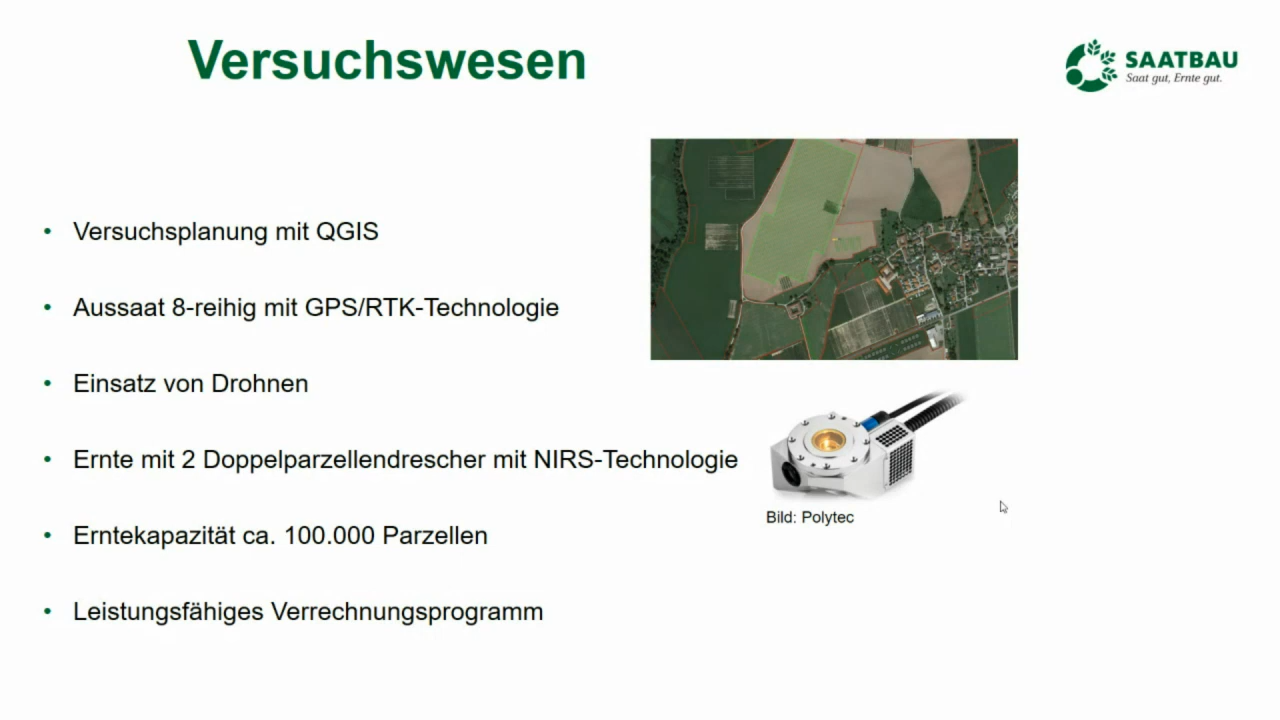 Versuchswesen
SAATBAU
Saat gut, Ernte gut.
• Versuchsplanung mit QGIS
• Aussaat 8-reihig mit GPS/RTK-Technologie
• Einsatz von Drohnen
• Ernte mit 2 Doppelparzellendrescher mit NIRS-Technologie
Bild: Polytec
• Erntekapazität ca. 100.000 Parzellen
• Leistungsfähiges Verrechnungsprogramm